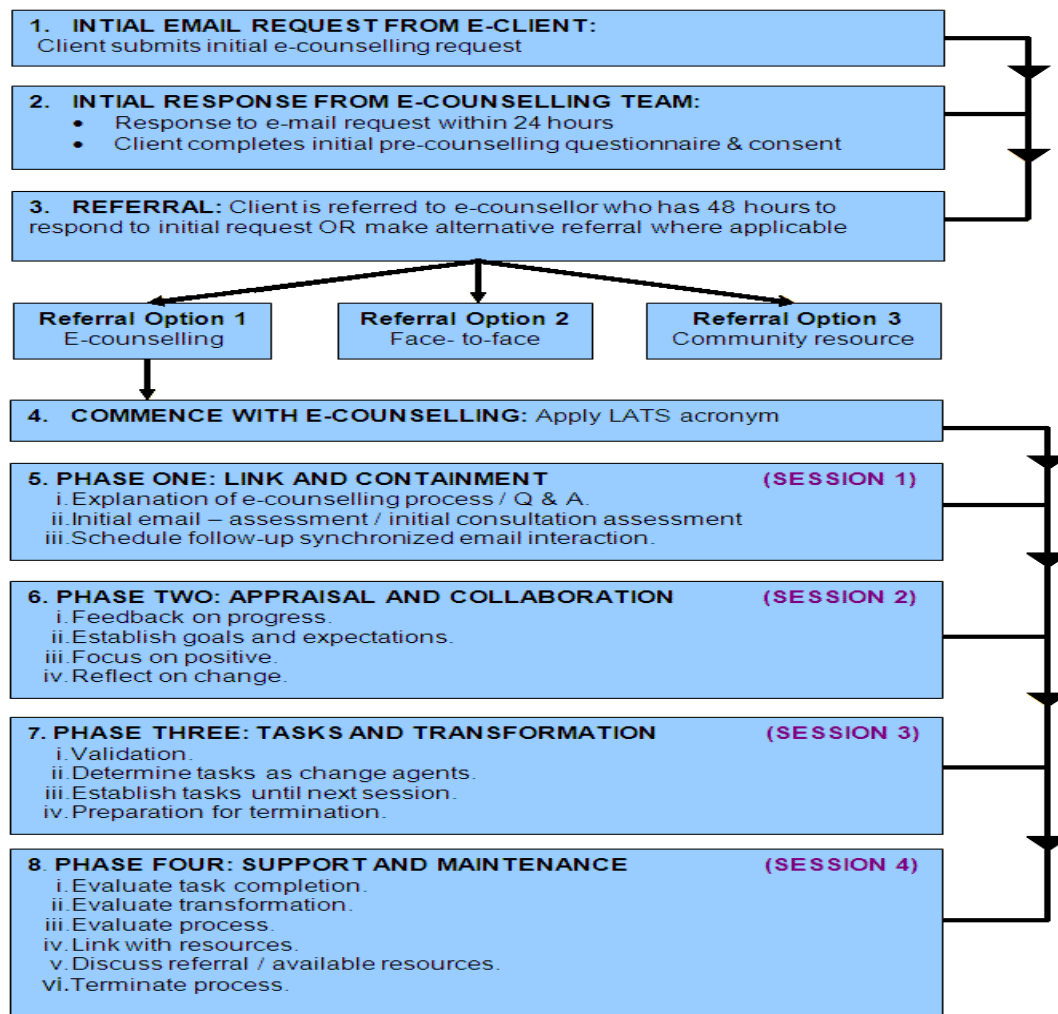 1. INTIAL EMAIL REQUEST FROM E-CLIENT:
Client submits initial e-counselling request
2. INTIAL RESPONSE FROM E-COUNSELLING TEAM:
• Response to e-mail request within 24 hours
• Client completes initial pre-counselling questionnaire & consent
3. REFERRAL: Client is referred to e-counsellor who has 48 hours to
respond to initial request OR make alternative referral where applicable
Referral Option 1
E-counselling
Referral Option 2
Face- to-face
Referral Option 3
Community resource
4. COMMENCE WITH E-COUNSELLING: Apply LATS acronym
5. PHASE ONE: LINK AND CONTAINMENT (SESSION 1)
i. Explanation of e-counselling process / Q & A.
ii. Initial email – assessment / initial consultation assessment
iii. Schedule follow-up synchronized email interaction.
6. PHASE TWO: APPRAISAL AND COLLABORATION (SESSION 2)
i. Feedback on progress.
ii. Establish goals and expectations.
iii. Focus on positive.
iv. Reflect on change.
7. PHASE THREE: TASKS AND TRANSFORMATION (SESSION 3)
i. Validation.
ii. Determine tasks as change agents.
iii. Establish tasks until next session.
iv. Preparation for termination.
8. PHASE FOUR: SUPPORT AND MAINTENANCE (SESSION 4)
i. Evaluate task completion.
ii. Evaluate transformation.
iii. Evaluate process.
iv. Link with resources.
v. Discuss referral / available resources.
vi. Terminate process.